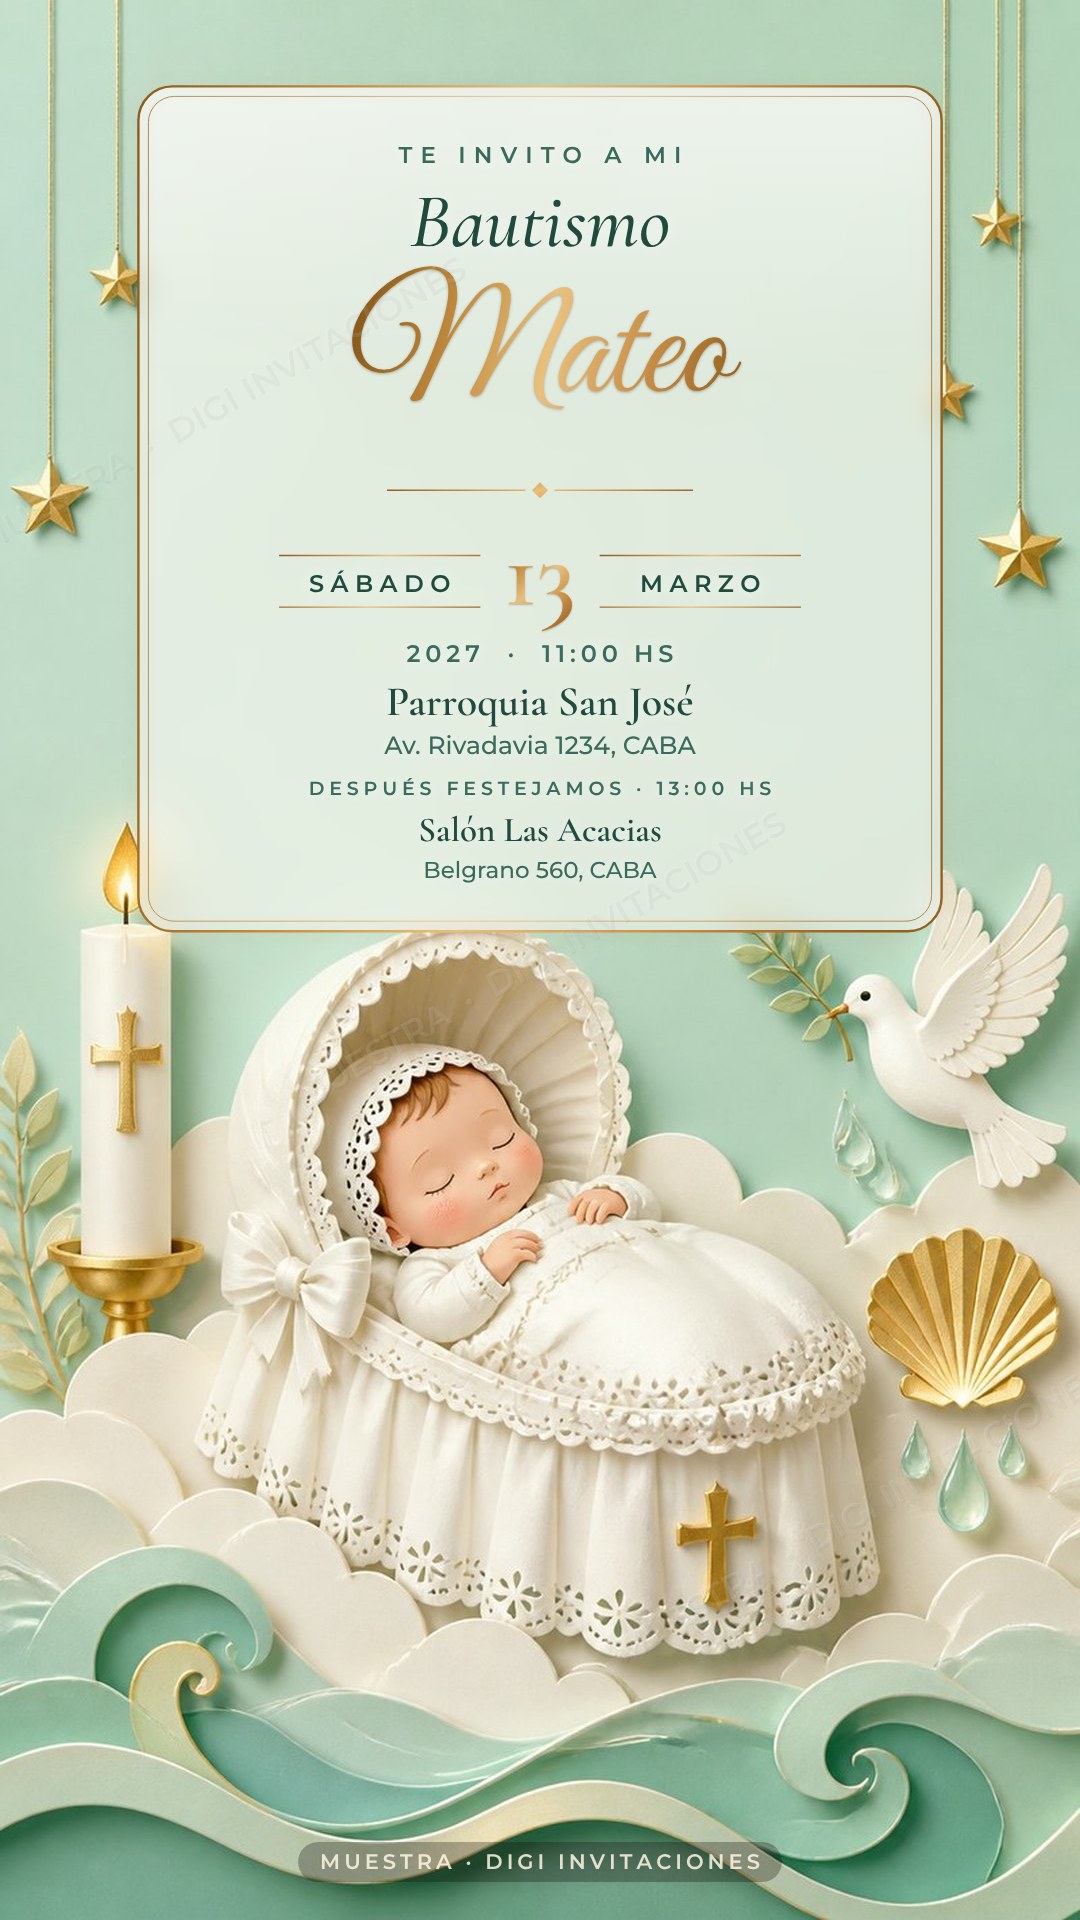 TE INVITO A MI
Bautismo
Mateo
SÁBADO 13 MARZO
2027 · 11:00 HS
Parroquia San José
Av. Rivadavia 1234, CABA
DESPUÉS FESTEJAMOS · 13:00 HS
Salón Las Acacias
Belgrano 560, CABA
MUESTRA · DIGI INVITACIONES